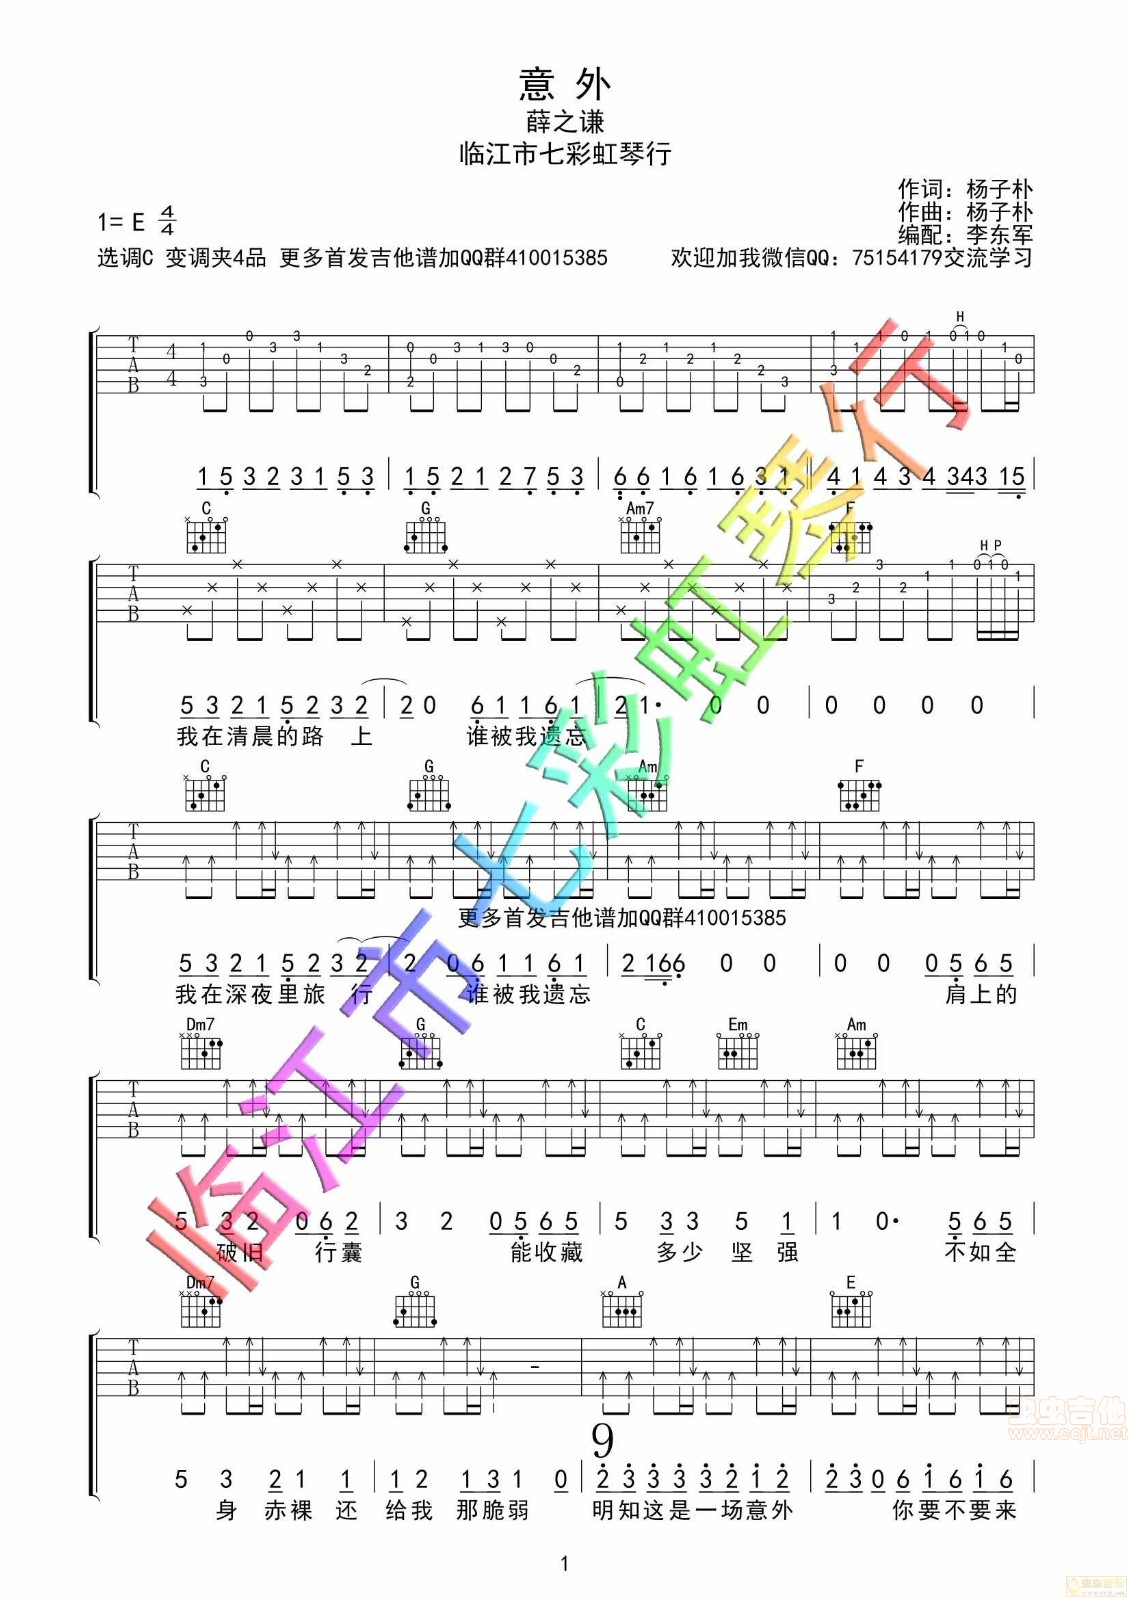 意 外
薛之谦
临江市七彩虹琴行
作词：杨子朴
作曲：杨子朴
编配：李东军
1= E 4/4
选调C 变调夹4品 更多首发吉他谱加QQ群410015385 欢迎加我微信QQ：75154179交流学习
H
T A B 4 4
1 5 3 2 3 1 5 3 1 5 2 1 2 7 5 3 6 6 1 6 1 6 3 1 4 1 4 3 4 343 15
C G Am7 F
H P
T A B
5 3 2 1 5 2 3 2 2 0 6 1 1 6 1 2 1· 0 0 0 0 0 0
我在清晨的路 上 谁被我遗忘
C G Am F
T A B
更多首发吉他谱加QQ群410015385
5 3 2 1 5 2 3 2 2 0 6 1 1 6 1 2 166 0 0 0 0 0 5 6 5
我在深夜里旅 行 谁被我遗忘 肩上的
Dm7 G C Em Am
T A B
5 3 2 0 6 2 3 2 0 5 6 5 5 3 3 5 1 1 0· 5 6 5
破旧 行囊 能收藏 多少 坚 强 不如全
Dm7 G A E
T A B
9
5 3 2 1 1 1 2 1 3 1 0 2 3 3 3 3 2 1 2 2 3 0 6 1 6 1 6
身 赤裸 还 给我 那脆弱 明知这是一场意外 你要不要来
1
临江市七彩虹琴行
虫虫吉他
www.ccjt.net